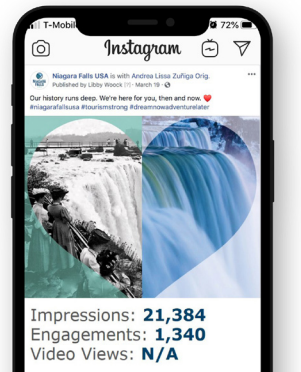 T-Mobil
72%
Instagram
Niagara Falls USA is with Andrea Lissa Zuñiga Orig.
Published by Libby Woock · March 19 ·
Our history runs deep. We're here for you, then and now. ❤️
#niagarafallsusa #tourismstrong #dreamnowadventurelater
Impressions: 21,384
Engagements: 1,340
Video Views: N/A